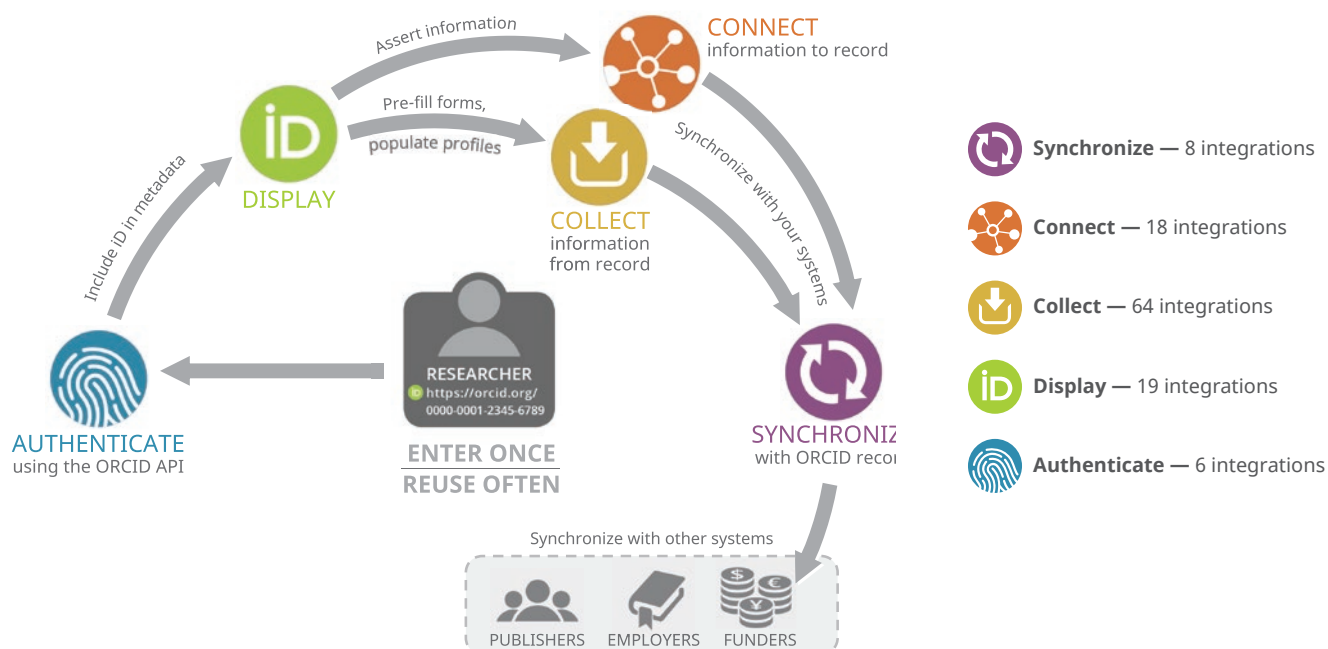 Assert information
CONNECT
information to record
Pre-fill forms,
populate profiles
iD
DISPLAY
Include iD in metadata
Synchronize with your systems
COLLECT
information
from record
RESEARCHER
iD https://orcid.org/
0000-0001-2345-6789
ENTER ONCE
REUSE OFTEN
AUTHENTICATE
using the ORCID API
SYNCHRONIZ
with ORCID recor
Synchronize with other systems
$ € ¥
PUBLISHERS EMPLOYERS FUNDERS
Synchronize — 8 integrations
Connect — 18 integrations
Collect — 64 integrations
iD Display — 19 integrations
Authenticate — 6 integrations